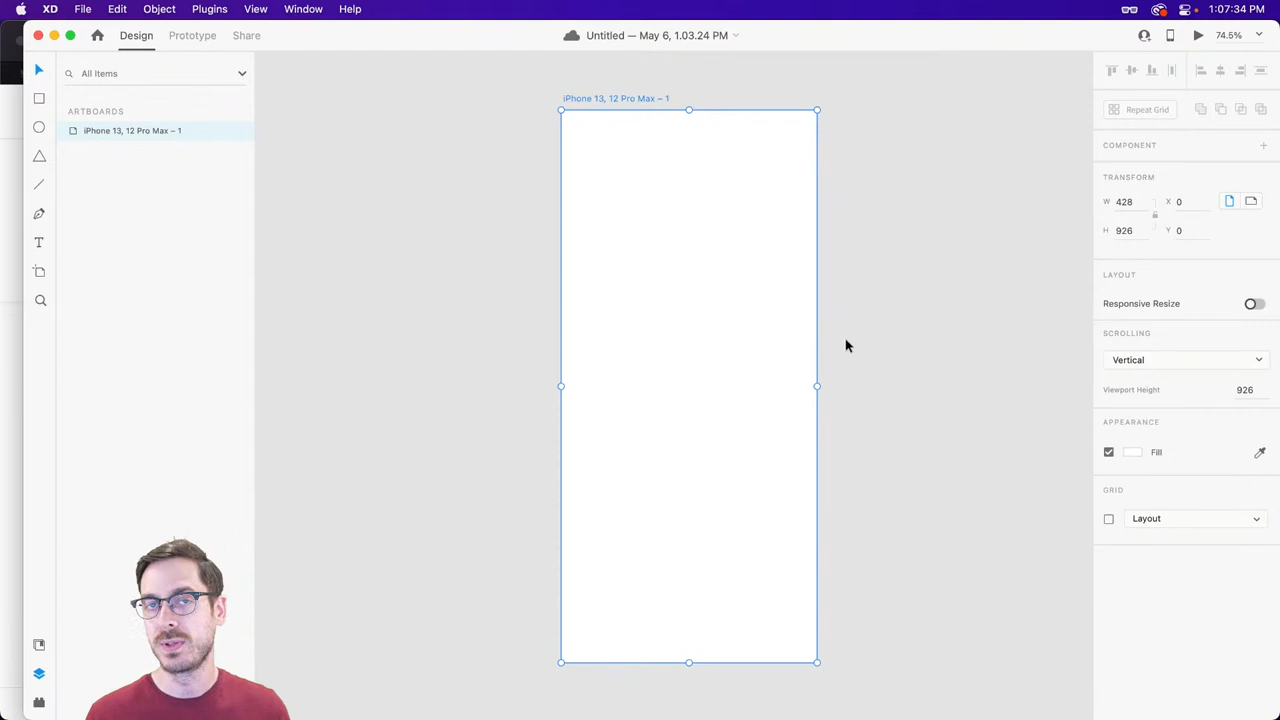 XD File Edit Object Plugins View Window Help 1:07:34 PM
Design Prototype Share Untitled — May 6, 1.03.24 PM 74.5%
All Items
ARTBOARDS
iPhone 13, 12 Pro Max – 1
iPhone 13, 12 Pro Max – 1
Repeat Grid
COMPONENT
TRANSFORM
W 428 X 0
H 926 Y 0
LAYOUT
Responsive Resize
SCROLLING
Vertical
Viewport Height 926
APPEARANCE
Fill
GRID
Layout